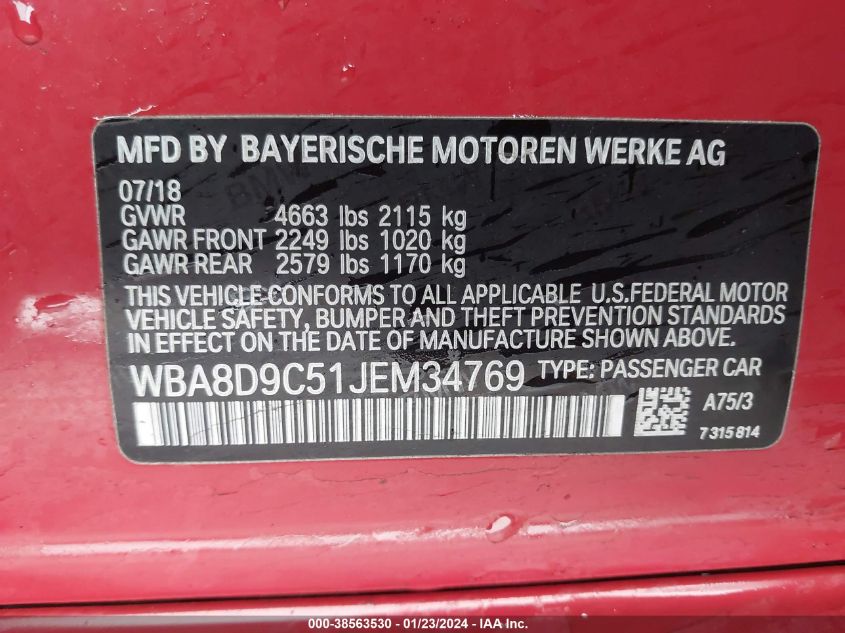 MFD BY BAYERISCHE MOTOREN WERKE AG
07/18
GVWR 4663 lbs 2115 kg
GAWR FRONT 2249 lbs 1020 kg
GAWR REAR 2579 lbs 1170 kg
THIS VEHICLE CONFORMS TO ALL APPLICABLE U.S.FEDERAL MOTOR
VEHICLE SAFETY, BUMPER AND THEFT PREVENTION STANDARDS
IN EFFECT ON THE DATE OF MANUFACTURE SHOWN ABOVE.
WBA8D9C51JEM34769 TYPE: PASSENGER CAR
A75/3
7315814
000-38563530 - 01/23/2024 - IAA Inc.